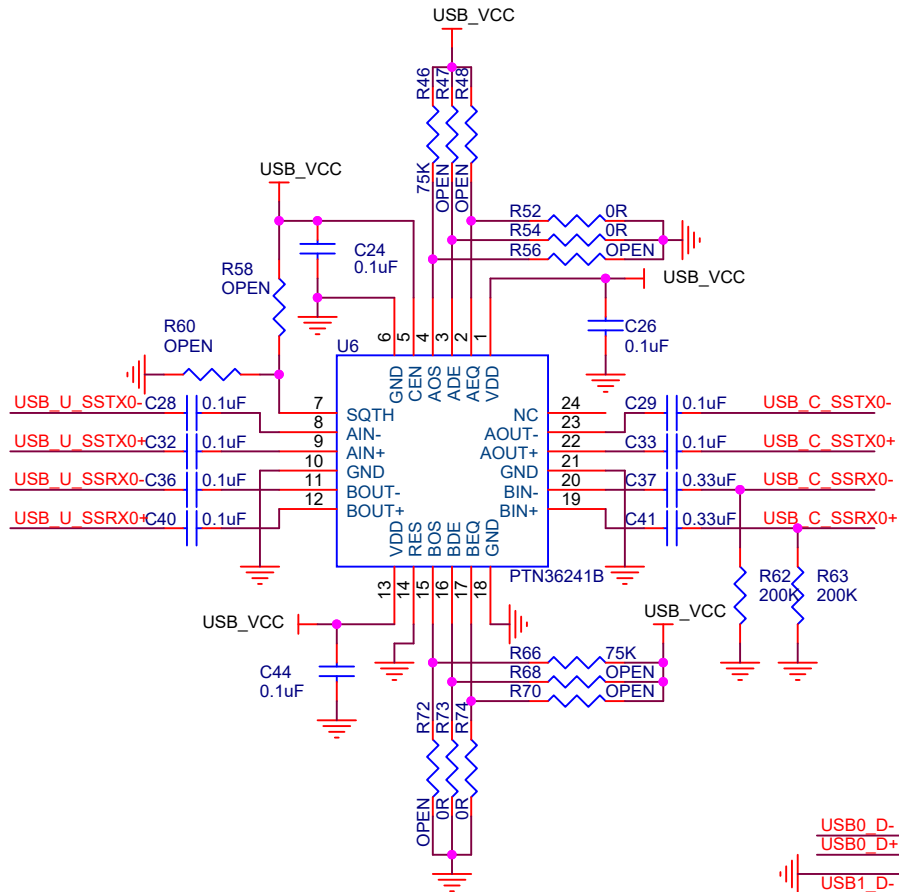 USB_VCC
R46
R47
R48
75K
OPEN
OPEN
USB_VCC
R52 0R
R54 0R
R56 OPEN
C24
0.1uF
R58
OPEN
USB_VCC
C26
0.1uF
R60
OPEN
6
5
4
3
2
1
U6
GND
CEN
AOS
ADE
AEQ
VDD
USB_U_SSTX0- C28 0.1uF 7 SQTH NC 24 C29 0.1uF USB_C_SSTX0-
8 AIN- AOUT- 23
USB_U_SSTX0+ C32 0.1uF 9 AIN+ AOUT+ 22 C33 0.1uF USB_C_SSTX0+
10 GND GND 21
USB_U_SSRX0- C36 0.1uF 11 BOUT- BIN- 20 C37 0.33uF USB_C_SSRX0-
12 BOUT+ BIN+ 19
USB_U_SSRX0+ C40 0.1uF C41 0.33uF USB_C_SSRX0+
VDD
RES
BOS
BDE
BEQ
GND
PTN36241B
13
14
15
16
17
18
R62
200K
R63
200K
USB_VCC
USB_VCC
C44
0.1uF
R66 75K
R68 OPEN
R70 OPEN
R72
R73
R74
OPEN
0R
0R
USB0_D-
USB0_D+
USB1_D-